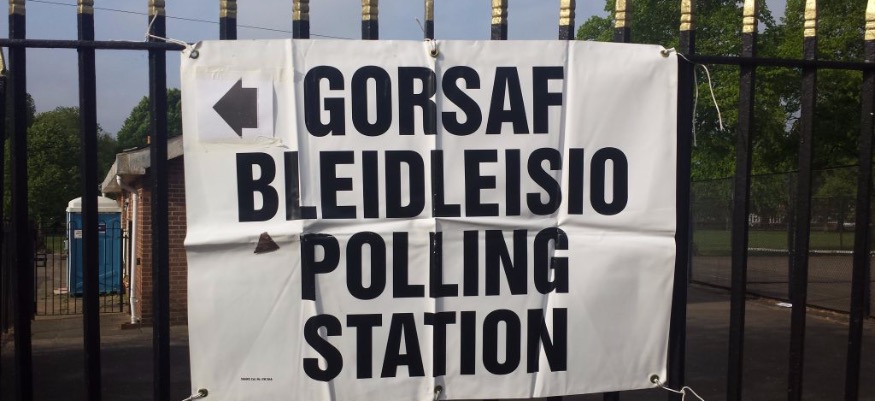 GORSAF
BLEIDLEISIO
POLLING
STATION